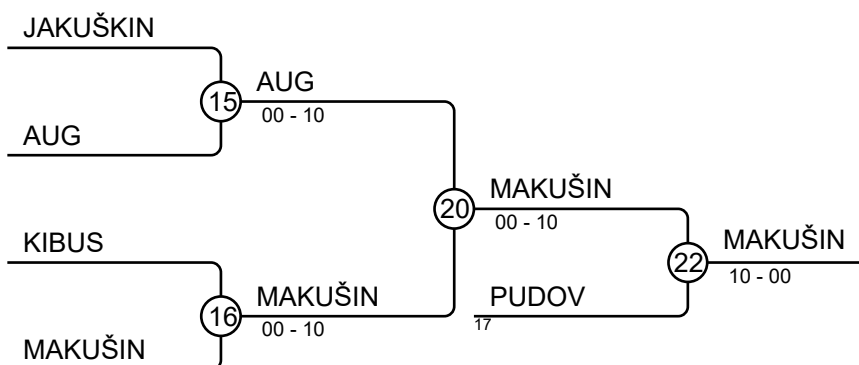 JAKUŠKIN
15
AUG
00 - 10
AUG
20
MAKUŠIN
00 - 10
KIBUS
22
MAKUŠIN
10 - 00
16
MAKUŠIN
00 - 10
PUDOV
17
MAKUŠIN